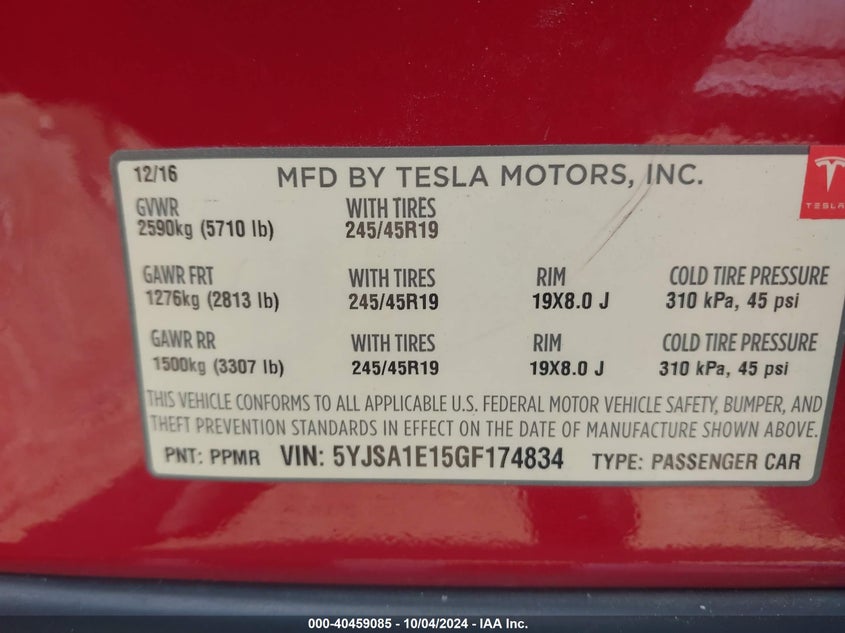 12/16 MFD BY TESLA MOTORS, INC.
TESLA
GVWR WITH TIRES
2590kg (5710 lb) 245/45R19
GAWR FRT WITH TIRES RIM COLD TIRE PRESSURE
1276kg (2813 lb) 245/45R19 19X8.0 J 310 kPa, 45 psi
GAWR RR WITH TIRES RIM COLD TIRE PRESSURE
1500kg (3307 lb) 245/45R19 19X8.0 J 310 kPa, 45 psi
THIS VEHICLE CONFORMS TO ALL APPLICABLE U.S. FEDERAL MOTOR VEHICLE SAFETY, BUMPER, AND
THEFT PREVENTION STANDARDS IN EFFECT ON THE DATE OF MANUFACTURE SHOWN ABOVE.
PNT: PPMR VIN: 5YJSA1E15GF174834 TYPE: PASSENGER CAR
000-40459085 - 10/04/2024 - IAA Inc.